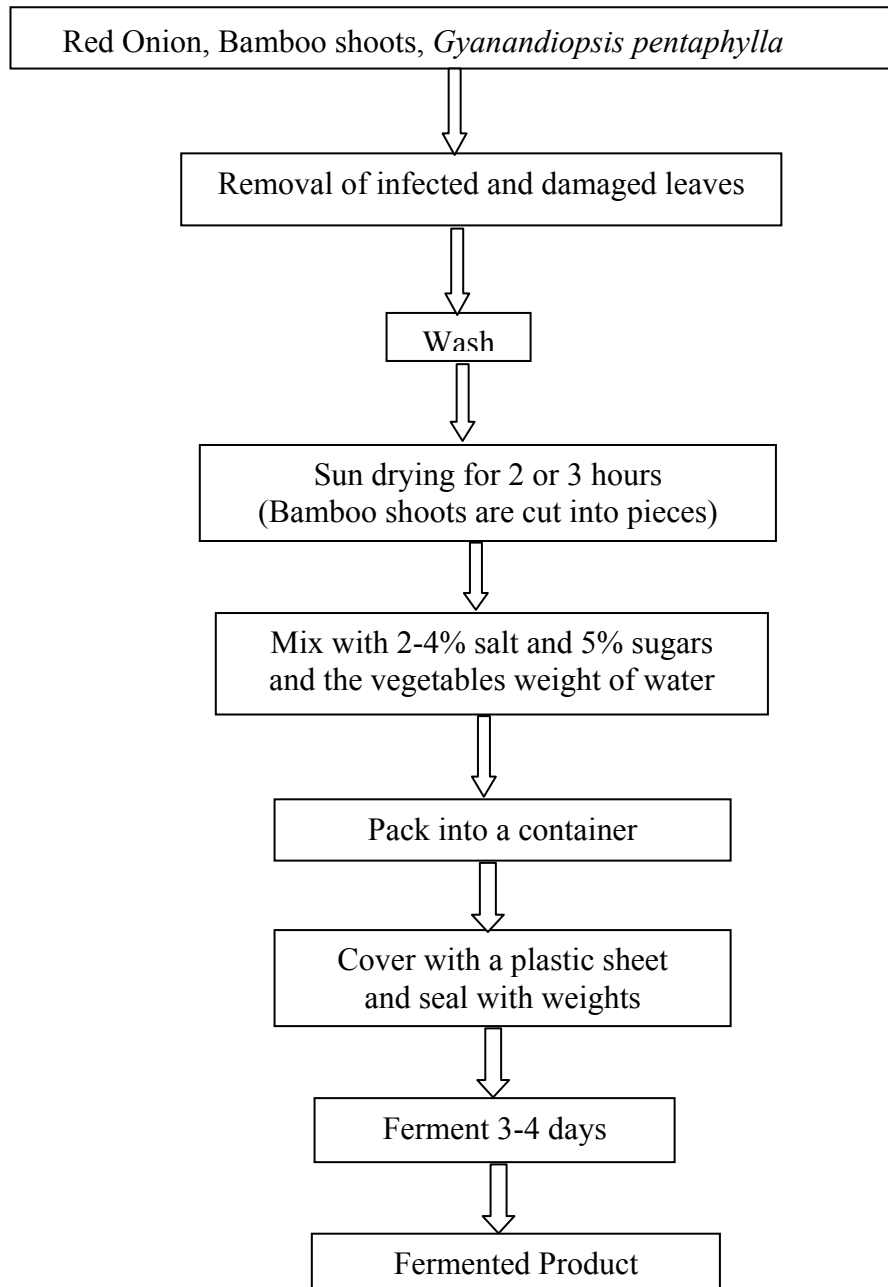 Red Onion, Bamboo shoots, Gyanandiopsis pentaphylla
Removal of infected and damaged leaves
Wash
Sun drying for 2 or 3 hours
(Bamboo shoots are cut into pieces)
Mix with 2-4% salt and 5% sugars
and the vegetables weight of water
Pack into a container
Cover with a plastic sheet
and seal with weights
Ferment 3-4 days
Fermented Product